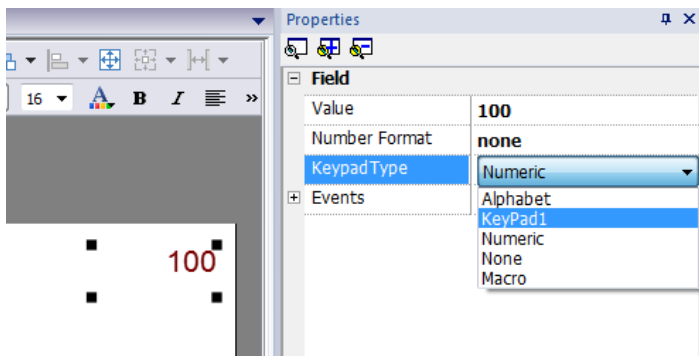 Properties
16 A B I »
Field
Value 100
Number Format none
KeypadType Numeric
Events Alphabet
KeyPad1
Numeric
None
Macro
100